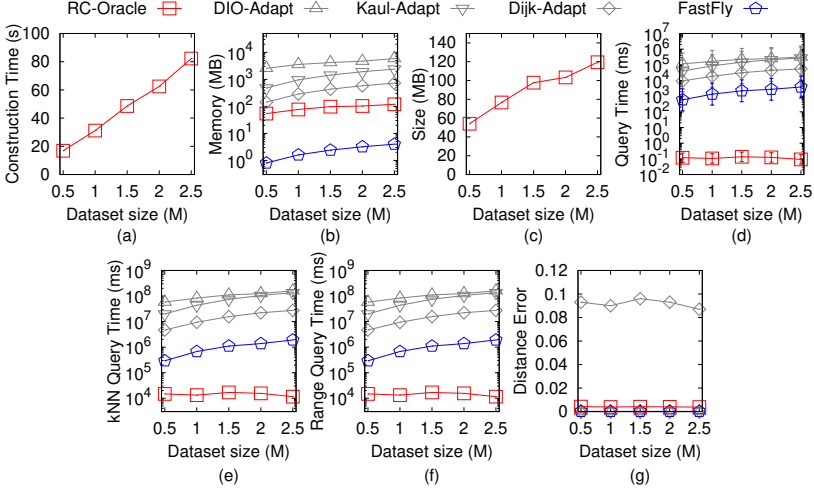 RC-Oracle DIO-Adapt Kaul-Adapt Dijk-Adapt FastFly
Construction Time (s)
100
80
60
40
20
0
0.5 1 1.5 2 2.5
Dataset size (M)
(a)
Memory (MB)
10^4
10^3
10^2
10^1
10^0
0.5 1 1.5 2 2.5
Dataset size (M)
(b)
Size (MB)
140
120
100
80
60
40
20
0
0.5 1 1.5 2 2.5
Dataset size (M)
(c)
Query Time (ms)
10^7
10^6
10^5
10^4
10^3
10^2
10^1
10^0
10^-1
10^-2
0.5 1 1.5 2 2.5
Dataset size (M)
(d)
kNN Query Time (ms)
10^9
10^8
10^7
10^6
10^5
10^4
0.5 1 1.5 2 2.5
Dataset size (M)
(e)
Range Query Time (ms)
10^9
10^8
10^7
10^6
10^5
10^4
0.5 1 1.5 2 2.5
Dataset size (M)
(f)
Distance Error
0.12
0.1
0.08
0.06
0.04
0.02
0
0.5 1 1.5 2 2.5
Dataset size (M)
(g)